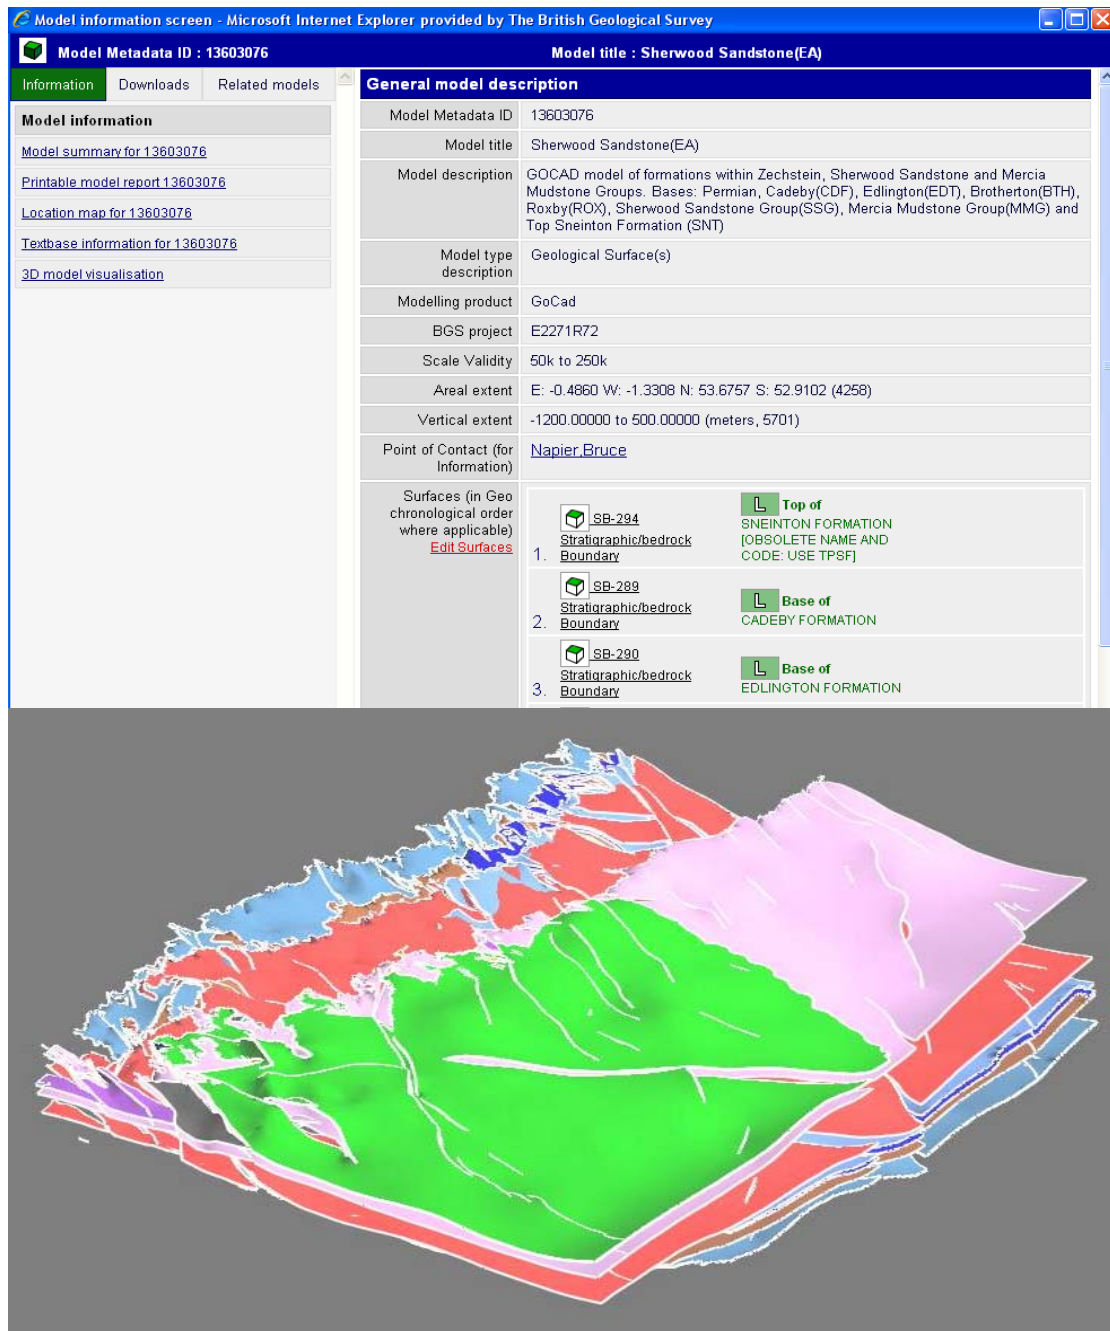 Model information screen - Microsoft Internet Explorer provided by The British Geological Survey
Model Metadata ID : 13603076
Model title : Sherwood Sandstone(EA)
Information
Downloads
Related models
Model information
Model summary for 13603076
Printable model report 13603076
Location map for 13603076
Textbase information for 13603076
3D model visualisation
General model description
Model Metadata ID
13603076
Model title
Sherwood Sandstone(EA)
Model description
GOCAD model of formations within Zechstein, Sherwood Sandstone and Mercia
Mudstone Groups. Bases: Permian, Cadeby(CDF), Edlington(EDT), Brotherton(BTH),
Roxby(ROX), Sherwood Sandstone Group(SSG), Mercia Mudstone Group(MMG) and
Top Sneinton Formation (SNT)
Model type
description
Geological Surface(s)
Modelling product
GoCad
BGS project
E2271R72
Scale Validity
50k to 250k
Areal extent
E: -0.4860 W: -1.3308 N: 53.6757 S: 52.9102 (4258)
Vertical extent
-1200.00000 to 500.00000 (meters, 5701)
Point of Contact (for
Information)
Napier,Bruce
Surfaces (in Geo
chronological order
where applicable)
Edit Surfaces
1.
SB-294
Stratigraphic/bedrock
Boundary
L Top of
SNEINTON FORMATION
[OBSOLETE NAME AND
CODE: USE TPSF]
2.
SB-289
Stratigraphic/bedrock
Boundary
L Base of
CADEBY FORMATION
3.
SB-290
Stratigraphic/bedrock
Boundary
L Base of
EDLINGTON FORMATION